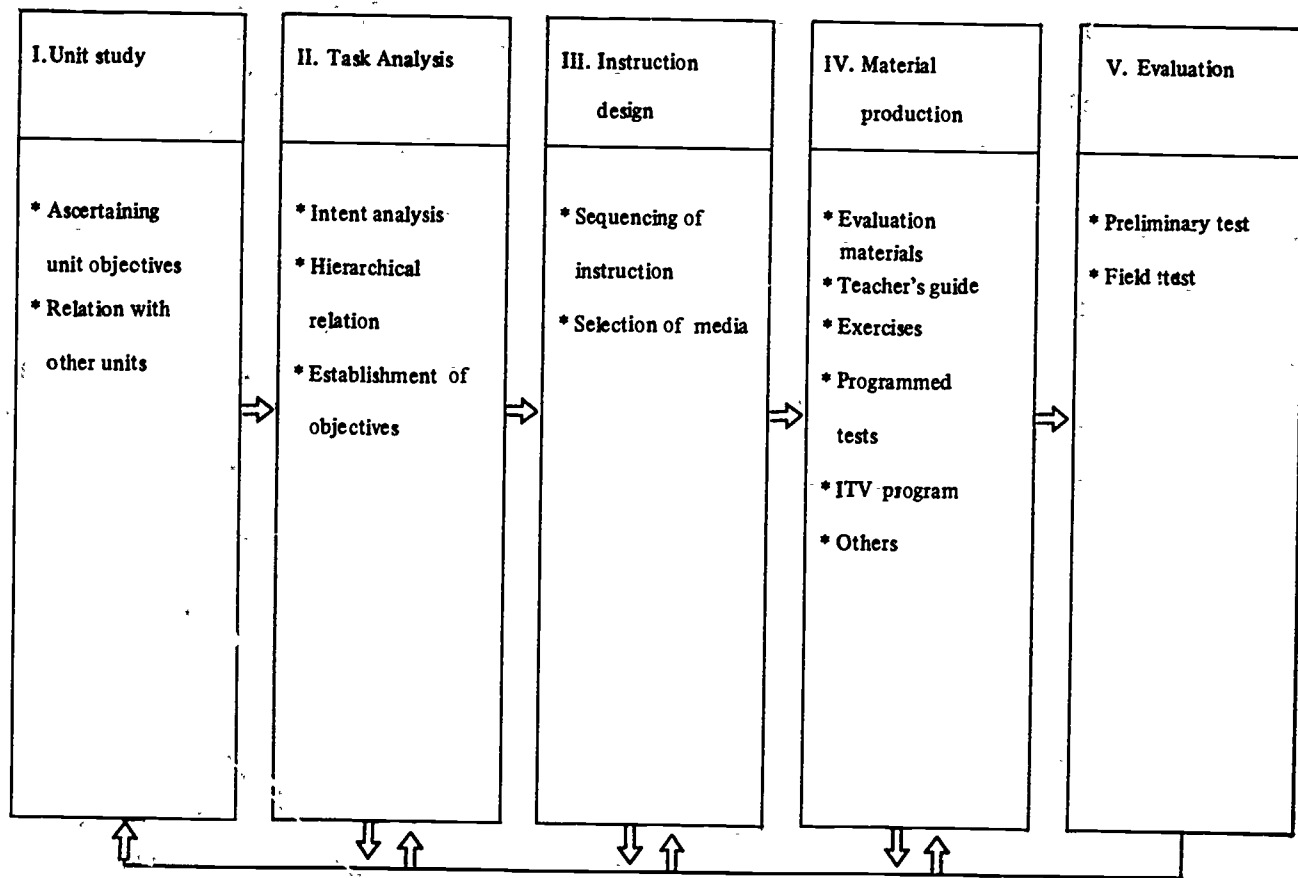 I. Unit study
* Ascertaining
unit objectives
* Relation with
other units
II. Task Analysis
* Intent analysis
* Hierarchical
relation
* Establishment of
objectives
III. Instruction
design
* Sequencing of
instruction
* Selection of media
IV. Material
production
* Evaluation
materials
* Teacher's guide
* Exercises
* Programmed
tests
* ITV program
* Others
V. Evaluation
* Preliminary test
* Field test